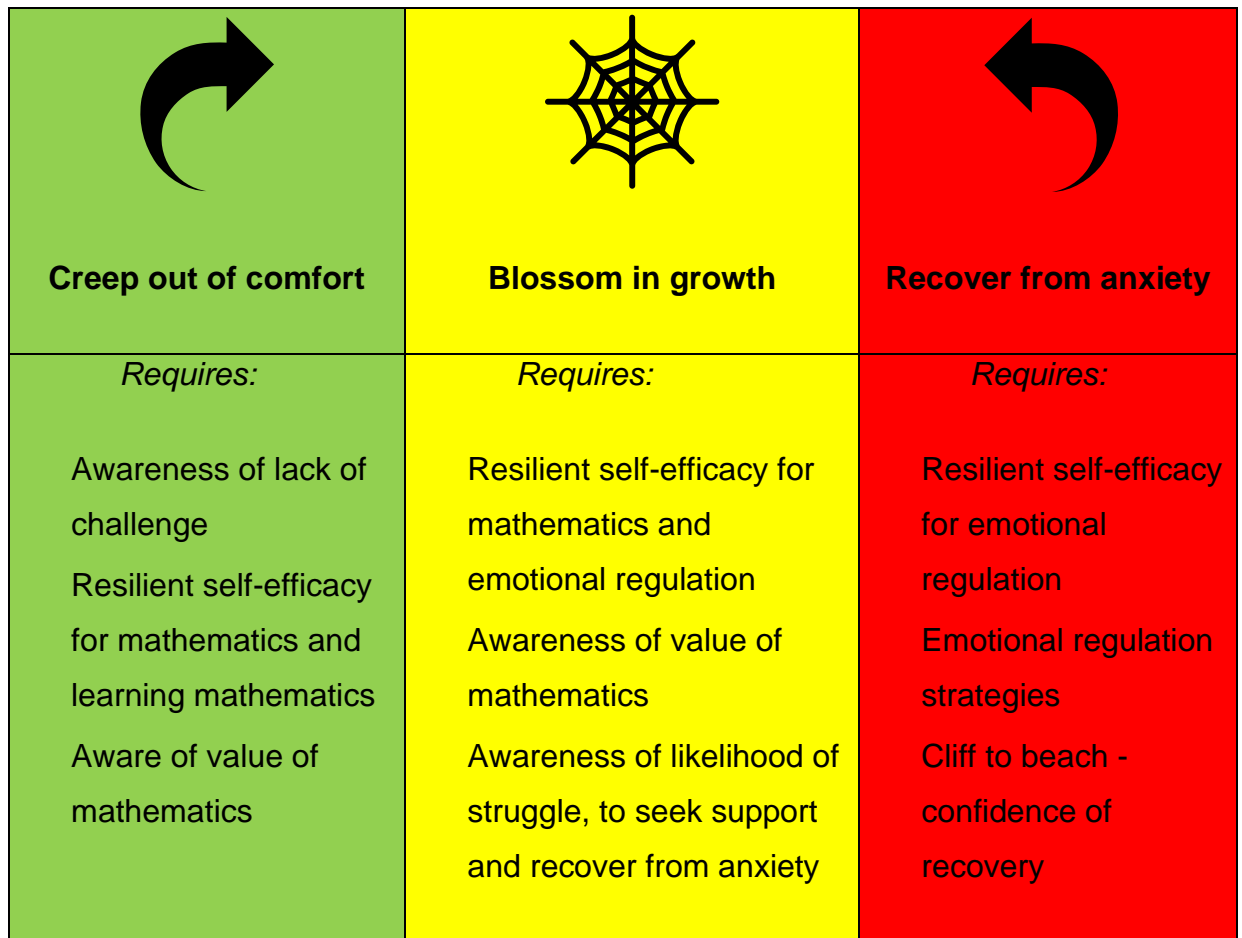 Creep out of comfort
Blossom in growth
Recover from anxiety
Requires:
Awareness of lack of
challenge
Resilient self-efficacy
for mathematics and
learning mathematics
Aware of value of
mathematics
Requires:
Resilient self-efficacy for
mathematics and
emotional regulation
Awareness of value of
mathematics
Awareness of likelihood of
struggle, to seek support
and recover from anxiety
Requires:
Resilient self-efficacy
for emotional
regulation
Emotional regulation
strategies
Cliff to beach -
confidence of
recovery